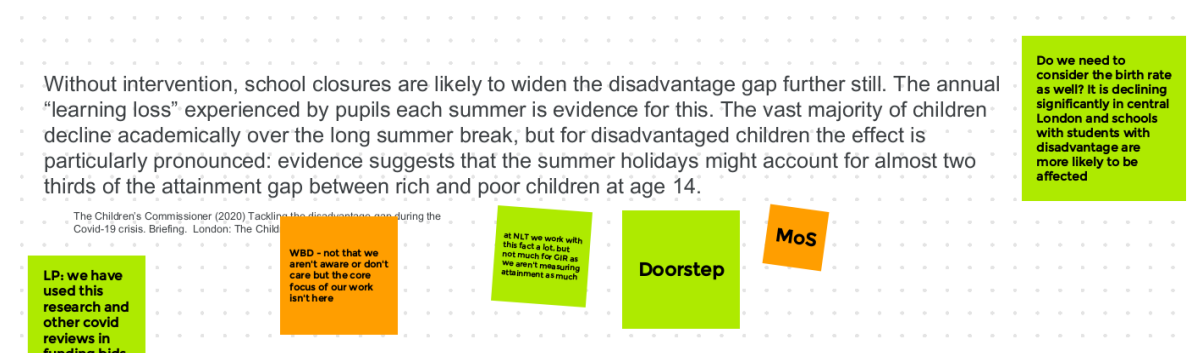 Without intervention, school closures are likely to widen the disadvantage gap further still. The annual
“learning loss” experienced by pupils each summer is evidence for this. The vast majority of children
decline academically over the long summer break, but for disadvantaged children the effect is
particularly pronounced: evidence suggests that the summer holidays might account for almost two
thirds of the attainment gap between rich and poor children at age 14.
The Children’s Commissioner (2020) Tackling the disadvantage gap during the
Covid-19 crisis. Briefing. London: The Child
Do we need to
consider the birth rate
as well? It is declining
significantly in central
London and schools
with students with
disadvantage are
more likely to be
affected
LP: we have
used this
research and
other covid
reviews in
funding bids
WBD - not that we
aren't aware or don't
care but the core
focus of our work
isn't here
at NLT we work with
this fact a lot, but
not much for GIR as
we aren't measuring
attainment as much
Doorstep
MoS